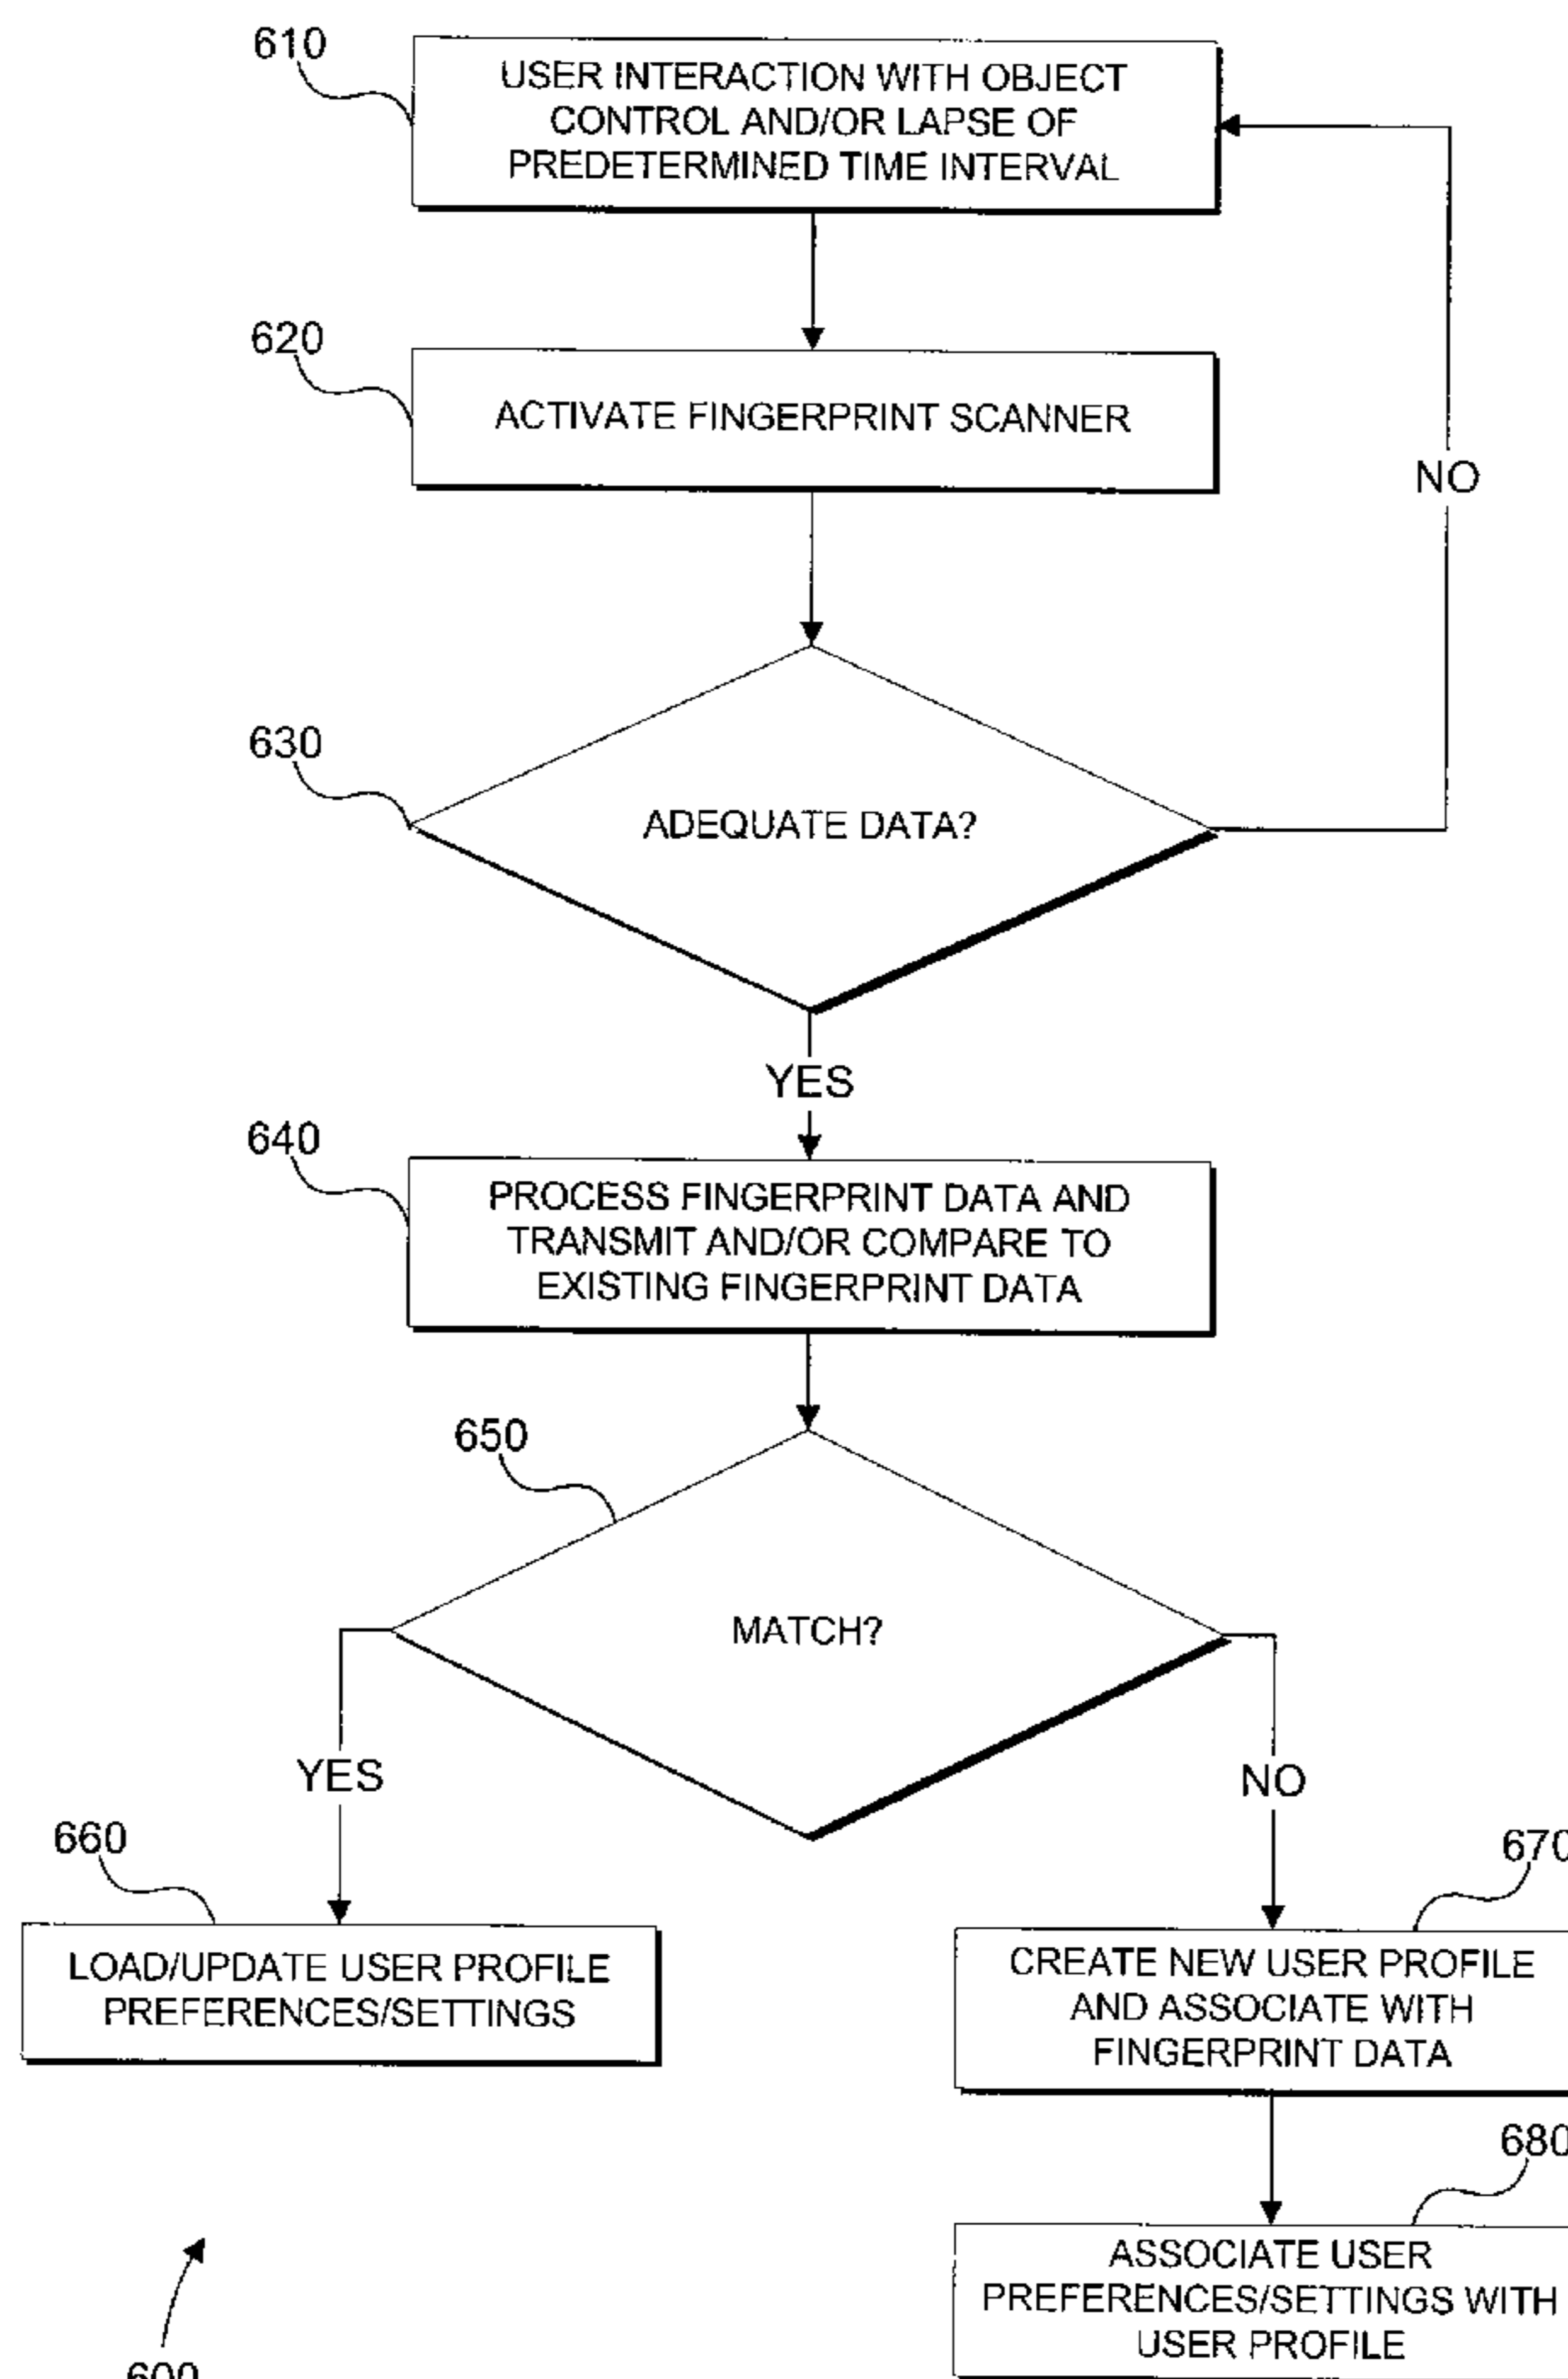 610
USER INTERACTION WITH OBJECT
CONTROL AND/OR LAPSE OF
PREDETERMINED TIME INTERVAL
620
ACTIVATE FINGERPRINT SCANNER
NO
630
ADEQUATE DATA?
YES
640
PROCESS FINGERPRINT DATA AND
TRANSMIT AND/OR COMPARE TO
EXISTING FINGERPRINT DATA
650
MATCH?
YES
NO
660
LOAD/UPDATE USER PROFILE
PREFERENCES/SETTINGS
670
CREATE NEW USER PROFILE
AND ASSOCIATE WITH
FINGERPRINT DATA
680
ASSOCIATE USER
PREFERENCES/SETTINGS WITH
USER PROFILE
600